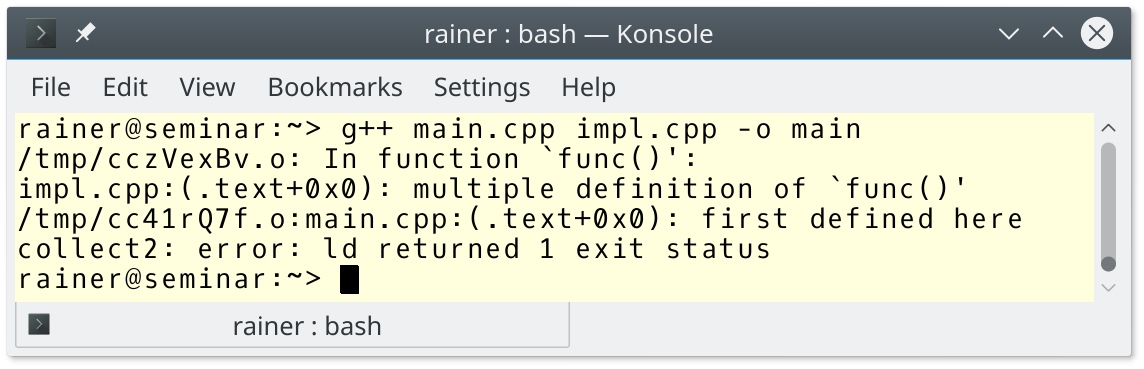 rainer : bash — Konsole
File Edit View Bookmarks Settings Help
rainer@seminar:~> g++ main.cpp impl.cpp -o main
/tmp/cczVexBv.o: In function `func()':
impl.cpp:(.text+0x0): multiple definition of `func()'
/tmp/cc41rQ7f.o:main.cpp:(.text+0x0): first defined here
collect2: error: ld returned 1 exit status
rainer@seminar:~>
rainer : bash